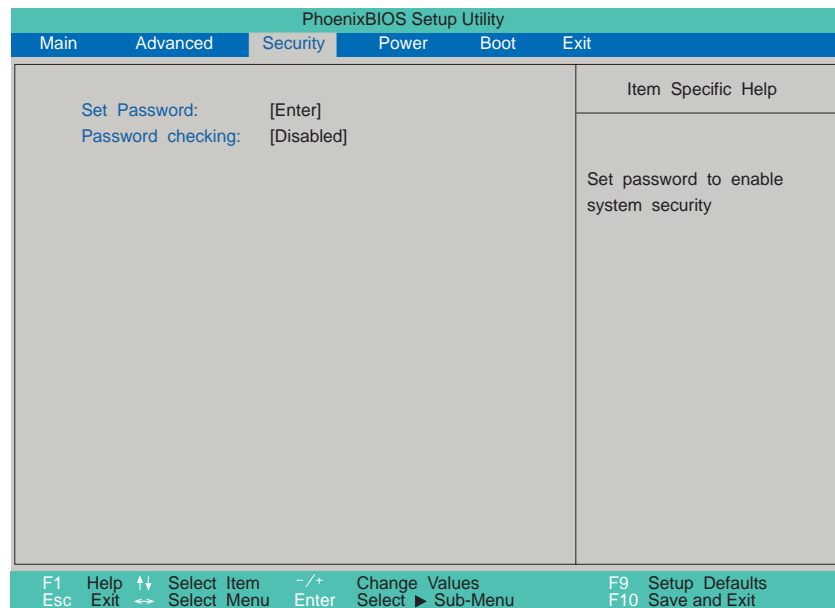 PhoenixBIOS Setup Utility
Main Advanced Security Power Boot Exit
Set Password: [Enter]
Password checking: [Disabled]
Item Specific Help
Set password to enable
system security
F1 Help ↑↓ Select Item -/+ Change Values F9 Setup Defaults
Esc Exit ↔ Select Menu Enter Select ▶ Sub-Menu F10 Save and Exit